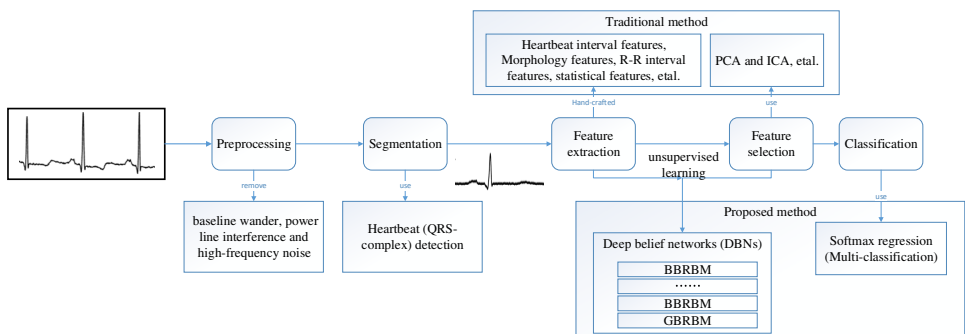 Traditional method
Heartbeat interval features,
Morphology features, R-R interval
features, statistical features, etal.
PCA and ICA, etal.
Hand-crafted
use
Preprocessing
Segmentation
Feature
extraction
unsupervised
learning
Feature
selection
Classification
remove
use
use
baseline wander, power
line interference and
high-frequency noise
Heartbeat (QRS-
complex) detection
Proposed method
Deep belief networks (DBNs)
BBRBM
······
BBRBM
GBRBM
Softmax regression
(Multi-classification)